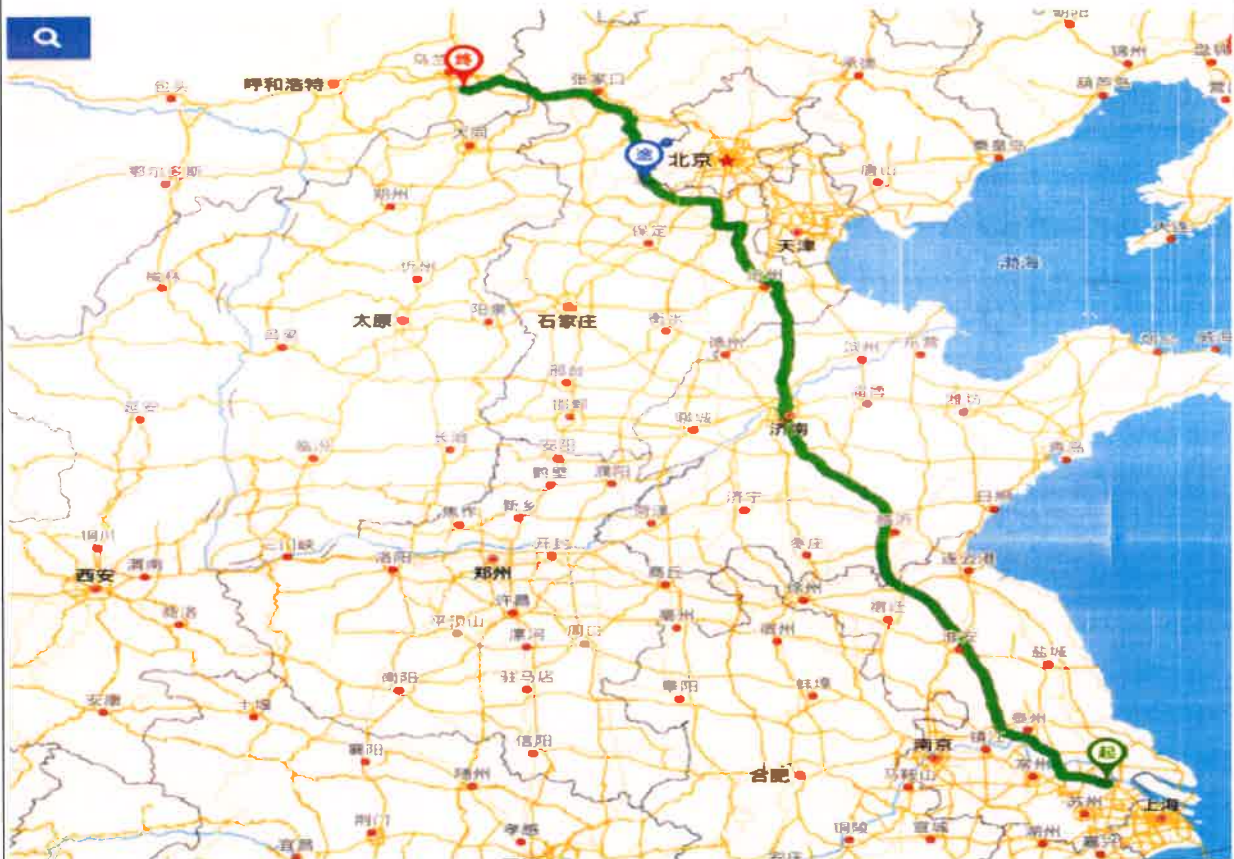 朝阳
锦州
乌兰
终
张家口
承德
葫芦岛
包头
呼和浩特
大同
秦皇岛
途
北京
唐山
鄂尔多斯
朔州
保定
天津
大连
渤海
榆林
忻州
沧州
太原
阳泉
石家庄
衡水
吕梁
德州
滨州
东营
烟台
威海
邢台
淄博
潍坊
延安
邯郸
聊城
济南
临汾
长治
安阳
青岛
鹤壁
濮阳
济宁
日照
焦作
新乡
菏泽
临沂
铜川
三门峡
洛阳
开封
枣庄
连云港
西安
渭南
郑州
商丘
徐州
商洛
许昌
平顶山
漯河
周口
亳州
宿州
宿迁
淮安
盐城
安康
十堰
南阳
驻马店
阜阳
蚌埠
泰州
襄阳
信阳
南京
镇江
起
随州
合肥
马鞍山
常州
苏州
上海
荆门
孝感
铜陵
宣城
湖州
嘉兴
宜昌